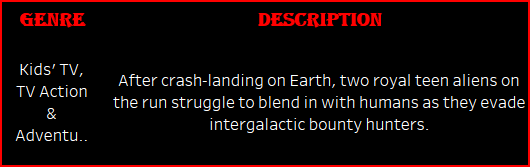 GENRE DESCRIPTION
Kids' TV,
TV Action
&
Adventu..
After crash-landing on Earth, two royal teen aliens on
the run struggle to blend in with humans as they evade
intergalactic bounty hunters.